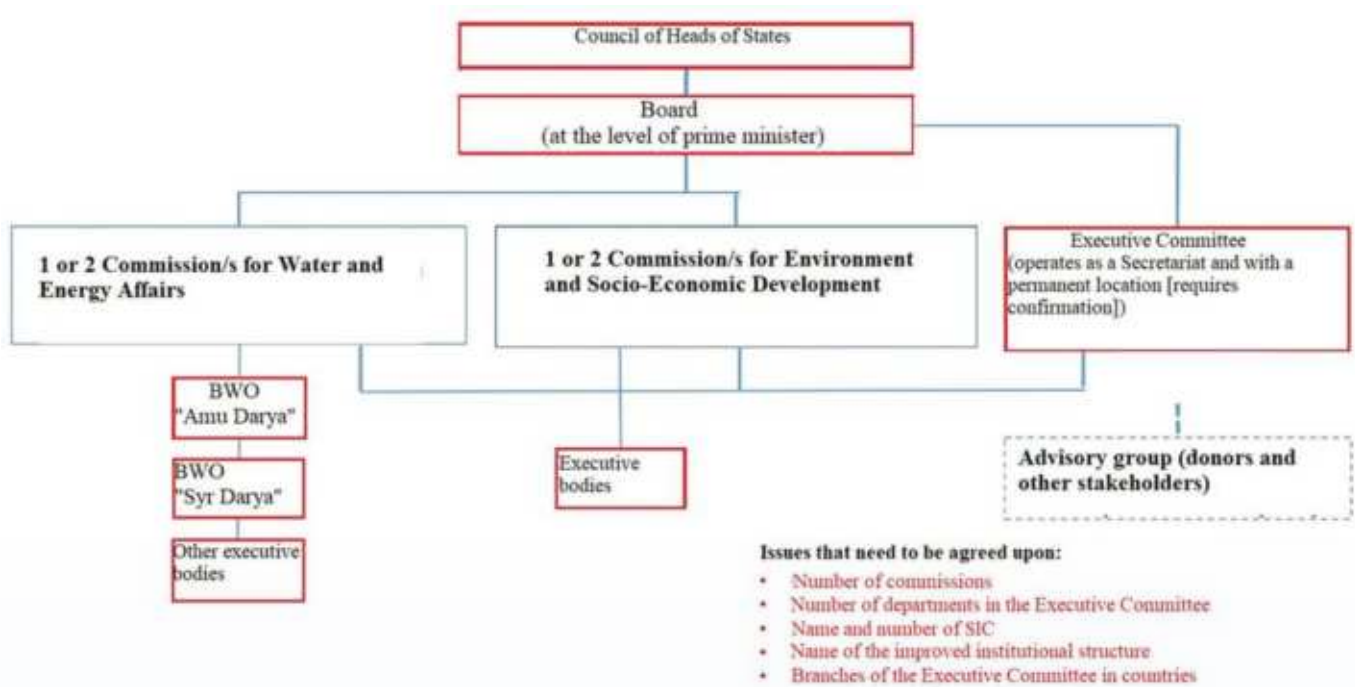 Council of Heads of States
Board
(at the level of prime minister)
1 or 2 Commission/s for Water and
Energy Affairs
1 or 2 Commission/s for Environment
and Socio-Economic Development
Executive Committee
(operates as a Secretariat and with a
permanent location [requires
confirmation])
BWO
"Amu Darya"
BWO
"Syr Darya"
Other executive
bodies
Executive
bodies
Advisory group (donors and
other stakeholders)
Issues that need to be agreed upon:
• Number of commissions
• Number of departments in the Executive Committee
• Name and number of SIC
• Name of the improved institutional structure
• Branches of the Executive Committee in countries